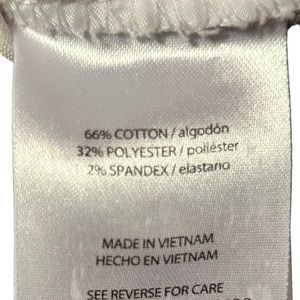 66% COTTON / algodón
32% POLYESTER / poliéster
2% SPANDEX / elastano
MADE IN VIETNAM
HECHO EN VIETNAM
SEE REVERSE FOR CARE